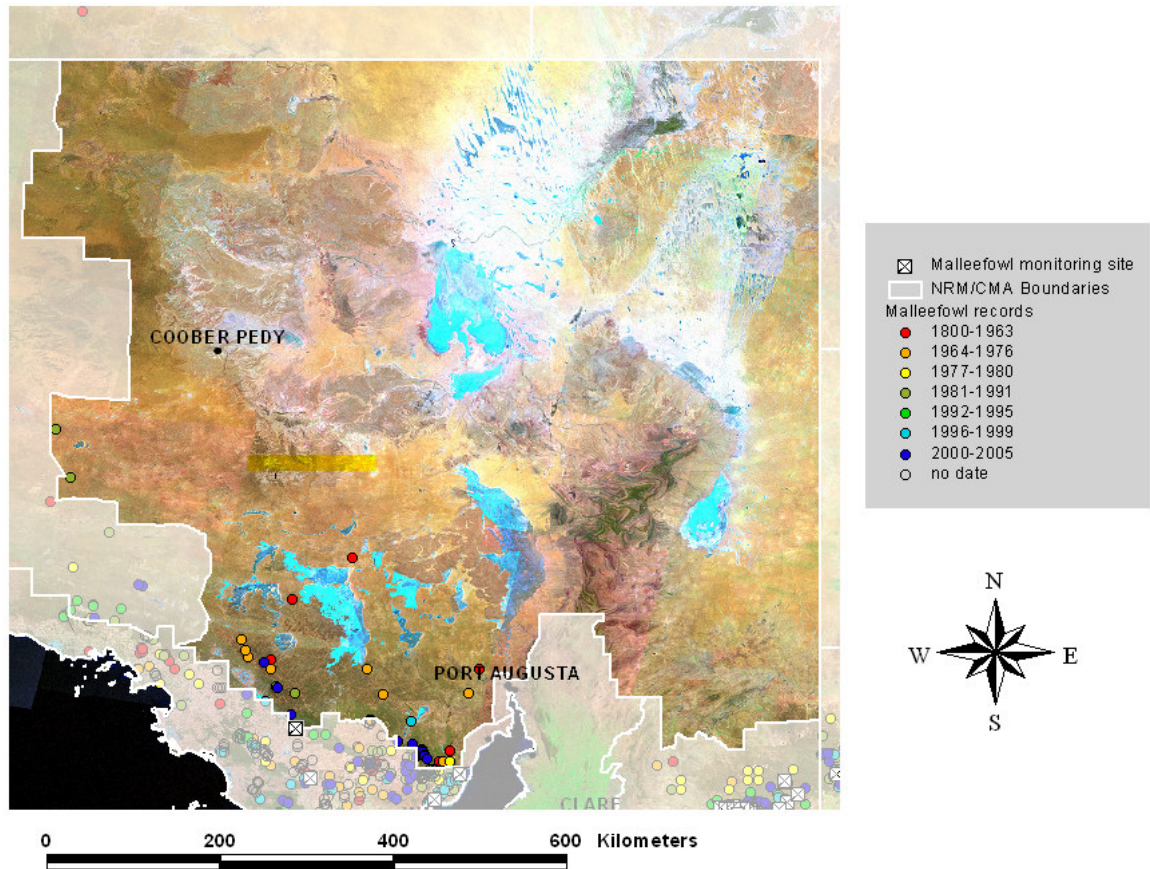 COOBER PEDY
PORT AUGUSTA
CLARE
Malleefowl monitoring site
NRM/CMA Boundaries
Malleefowl records
1800-1963
1964-1976
1977-1980
1981-1991
1992-1995
1996-1999
2000-2005
no date
N
W E
S
0 200 400 600 Kilometers